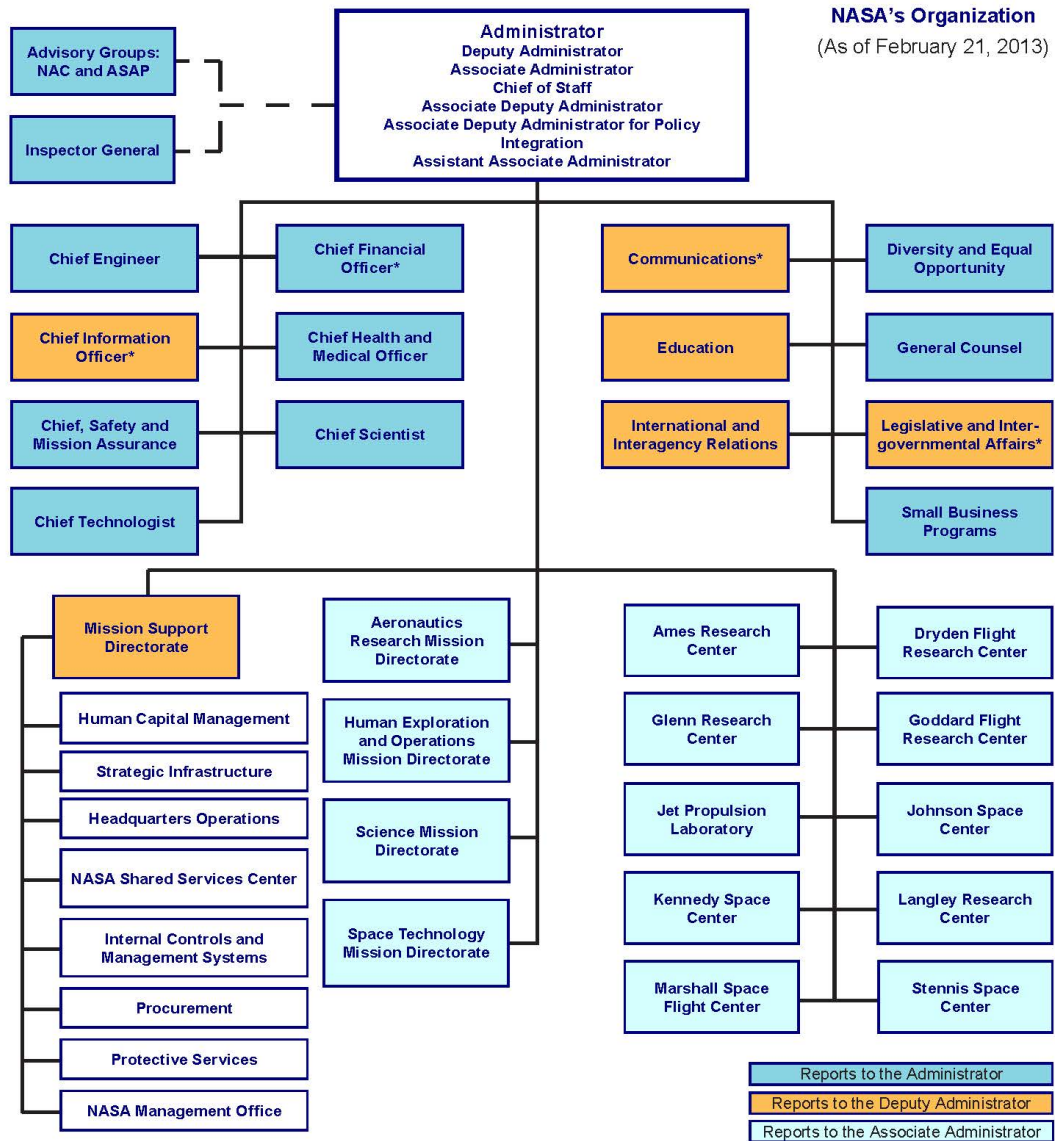 NASA's Organization
(As of February 21, 2013)
Administrator
Deputy Administrator
Associate Administrator
Chief of Staff
Associate Deputy Administrator
Associate Deputy Administrator for Policy
Integration
Assistant Associate Administrator
Advisory Groups:
NAC and ASAP
Inspector General
Chief Engineer
Chief Financial
Officer*
Chief Information
Officer*
Chief Health and
Medical Officer
Chief, Safety and
Mission Assurance
Chief Scientist
Chief Technologist
Communications*
Diversity and Equal
Opportunity
Education
General Counsel
International and
Interagency Relations
Legislative and Inter-
governmental Affairs*
Small Business
Programs
Mission Support
Directorate
Human Capital Management
Strategic Infrastructure
Headquarters Operations
NASA Shared Services Center
Internal Controls and
Management Systems
Procurement
Protective Services
NASA Management Office
Aeronautics
Research Mission
Directorate
Human Exploration
and Operations
Mission Directorate
Science Mission
Directorate
Space Technology
Mission Directorate
Ames Research
Center
Dryden Flight
Research Center
Glenn Research
Center
Goddard Flight
Research Center
Jet Propulsion
Laboratory
Johnson Space
Center
Kennedy Space
Center
Langley Research
Center
Marshall Space
Flight Center
Stennis Space
Center
Reports to the Administrator
Reports to the Deputy Administrator
Reports to the Associate Administrator